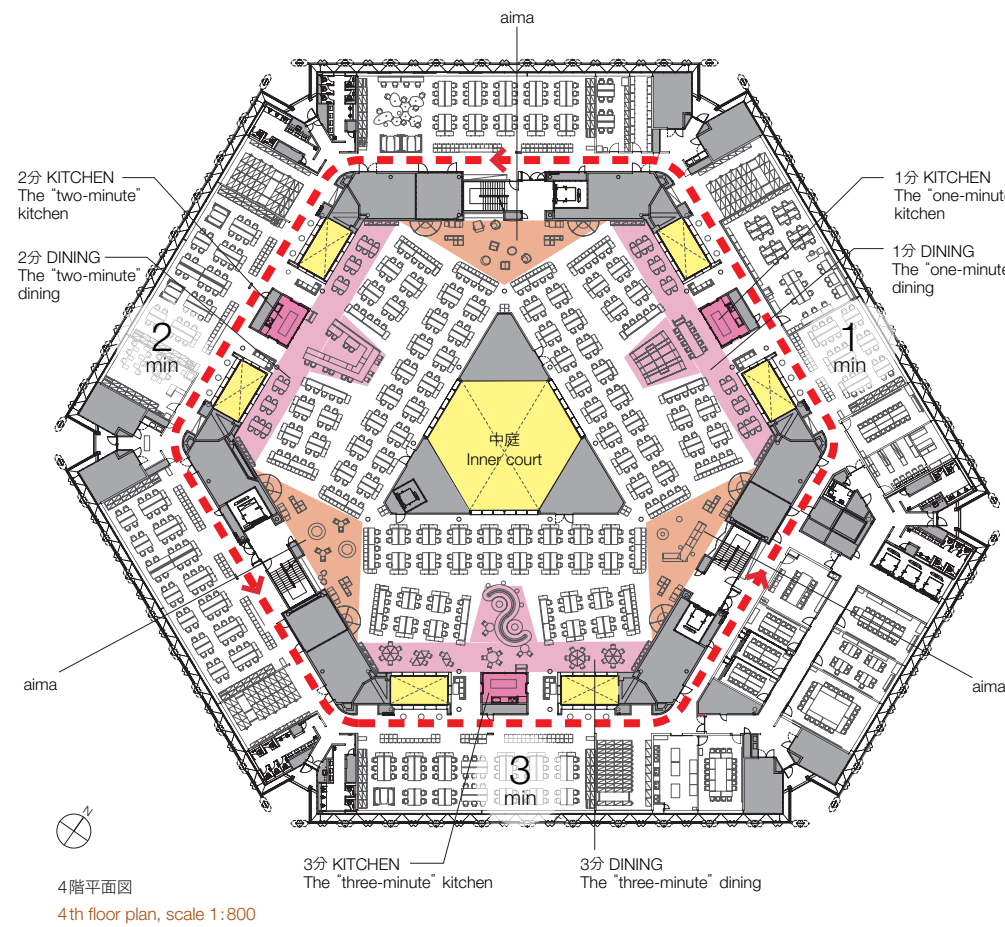 aima
2分 KITCHEN
The “two-minute”
kitchen
2分 DINING
The “two-minute”
dining
1分 KITCHEN
The “one-minute
kitchen
1分 DINING
The “one-minute
dining
2
min
1
min
中庭
Inner court
aima
aima
3
min
N
3分 KITCHEN
The “three-minute” kitchen
3分 DINING
The “three-minute” dining
4階平面図
4th floor plan, scale 1:800